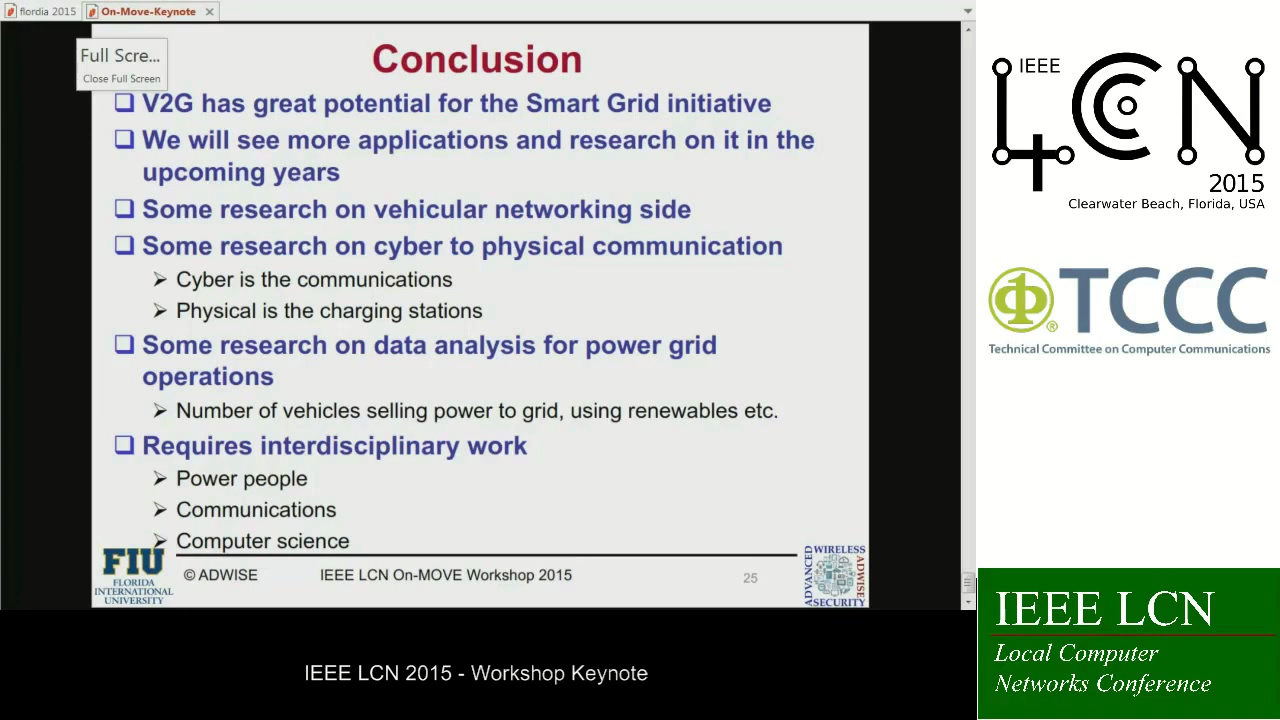 flordia 2015
On-Move-Keynote
Full Scre...
Close Full Screen
Conclusion
V2G has great potential for the Smart Grid initiative
We will see more applications and research on it in the
upcoming years
Some research on vehicular networking side
Some research on cyber to physical communication
Cyber is the communications
Physical is the charging stations
Some research on data analysis for power grid
operations
Number of vehicles selling power to grid, using renewables etc.
Requires interdisciplinary work
Power people
Communications
Computer science
FIU
FLORIDA
INTERNATIONAL
UNIVERSITY
© ADWISE
IEEE LCN On-MOVE Workshop 2015
25
ADVANCED
WIRELESS
ADWISE
SECURITY
IEEE LCN 2015 - Workshop Keynote
IEEE
L4CN
2015
Clearwater Beach, Florida, USA
TCCC
®
Technical Committee on Computer Communications
IEEE LCN
Local Computer
Networks Conference